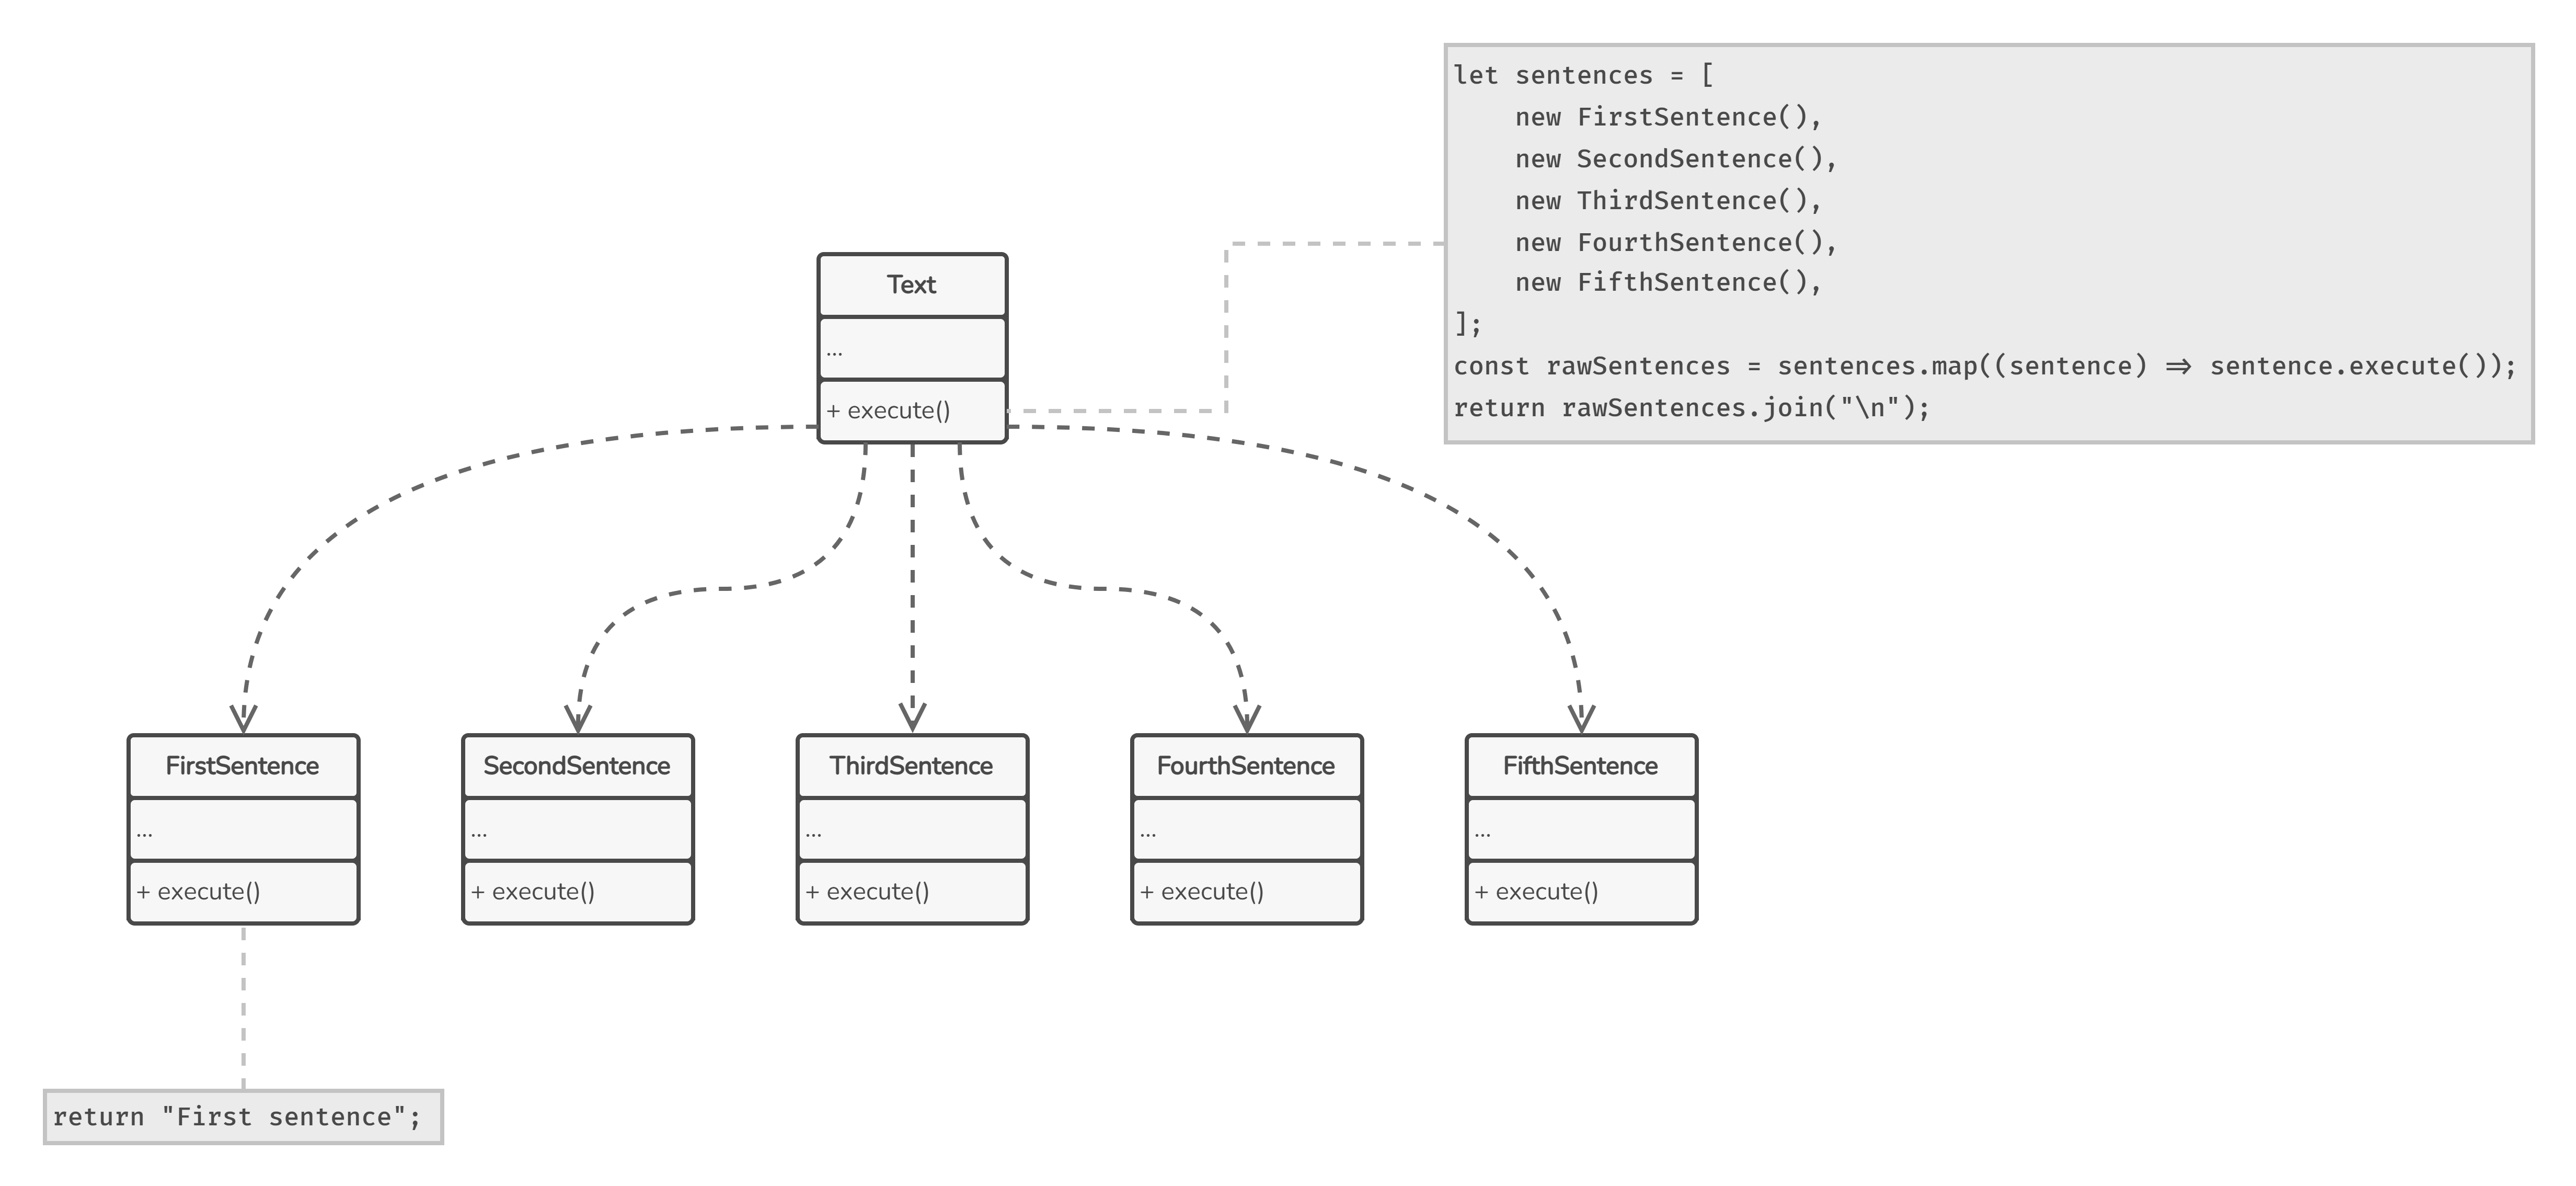 let sentences = [
    new FirstSentence(),
    new SecondSentence(),
    new ThirdSentence(),
    new FourthSentence(),
    new FifthSentence(),
];
const rawSentences = sentences.map((sentence) => sentence.execute());
return rawSentences.join("\n");
Text
...
+ execute()
FirstSentence
...
+ execute()
SecondSentence
...
+ execute()
ThirdSentence
...
+ execute()
FourthSentence
...
+ execute()
FifthSentence
...
+ execute()
return "First sentence";